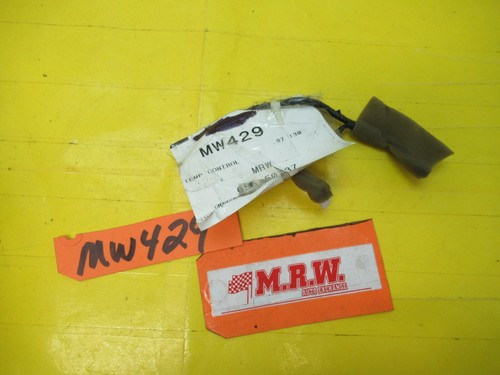 MW429
97 130
TEMP CONTROL
MRW
MW429
M.R.W.
AUTO EXCHANGE